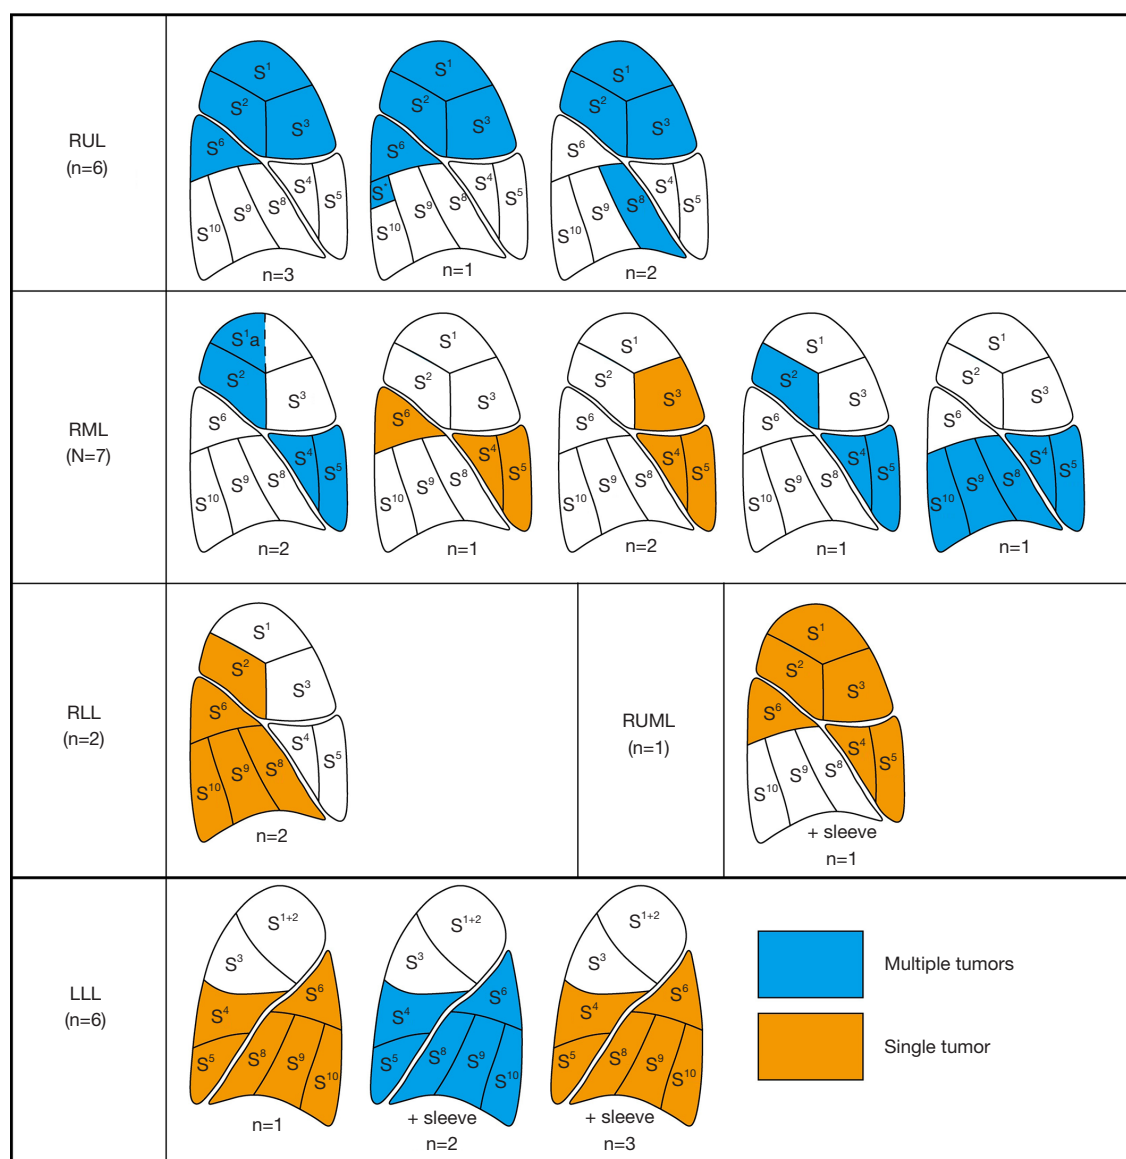 RUL
(n=6)
S¹
S²
S³
S⁶
S⁴
S⁵
S⁸
S⁹
S¹⁰
n=3
S¹
S²
S³
S⁶
S*
S⁴
S⁵
S⁸
S⁹
S¹⁰
n=1
S¹
S²
S³
S⁶
S⁴
S⁵
S⁸
S⁹
S¹⁰
n=2
RML
(N=7)
S¹a
S²
S³
S⁶
S⁴
S⁵
S⁸
S⁹
S¹⁰
n=2
S¹
S²
S³
S⁶
S⁴
S⁵
S⁸
S⁹
S¹⁰
n=1
S¹
S²
S³
S⁶
S⁴
S⁵
S⁸
S⁹
S¹⁰
n=2
S¹
S²
S³
S⁶
S⁴
S⁵
S⁸
S⁹
S¹⁰
n=1
S¹
S²
S³
S⁶
S⁴
S⁵
S⁸
S⁹
S¹⁰
n=1
RLL
(n=2)
S¹
S²
S³
S⁶
S⁴
S⁵
S⁸
S⁹
S¹⁰
n=2
RUML
(n=1)
S¹
S²
S³
S⁶
S⁴
S⁵
S⁸
S⁹
S¹⁰
+ sleeve
n=1
LLL
(n=6)
S¹⁺²
S³
S⁴
S⁶
S⁵
S⁸
S⁹
S¹⁰
n=1
S¹⁺²
S³
S⁴
S⁶
S⁵
S⁸
S⁹
S¹⁰
+ sleeve
n=2
S¹⁺²
S³
S⁴
S⁶
S⁵
S⁸
S⁹
S¹⁰
+ sleeve
n=3
Multiple tumors
Single tumor